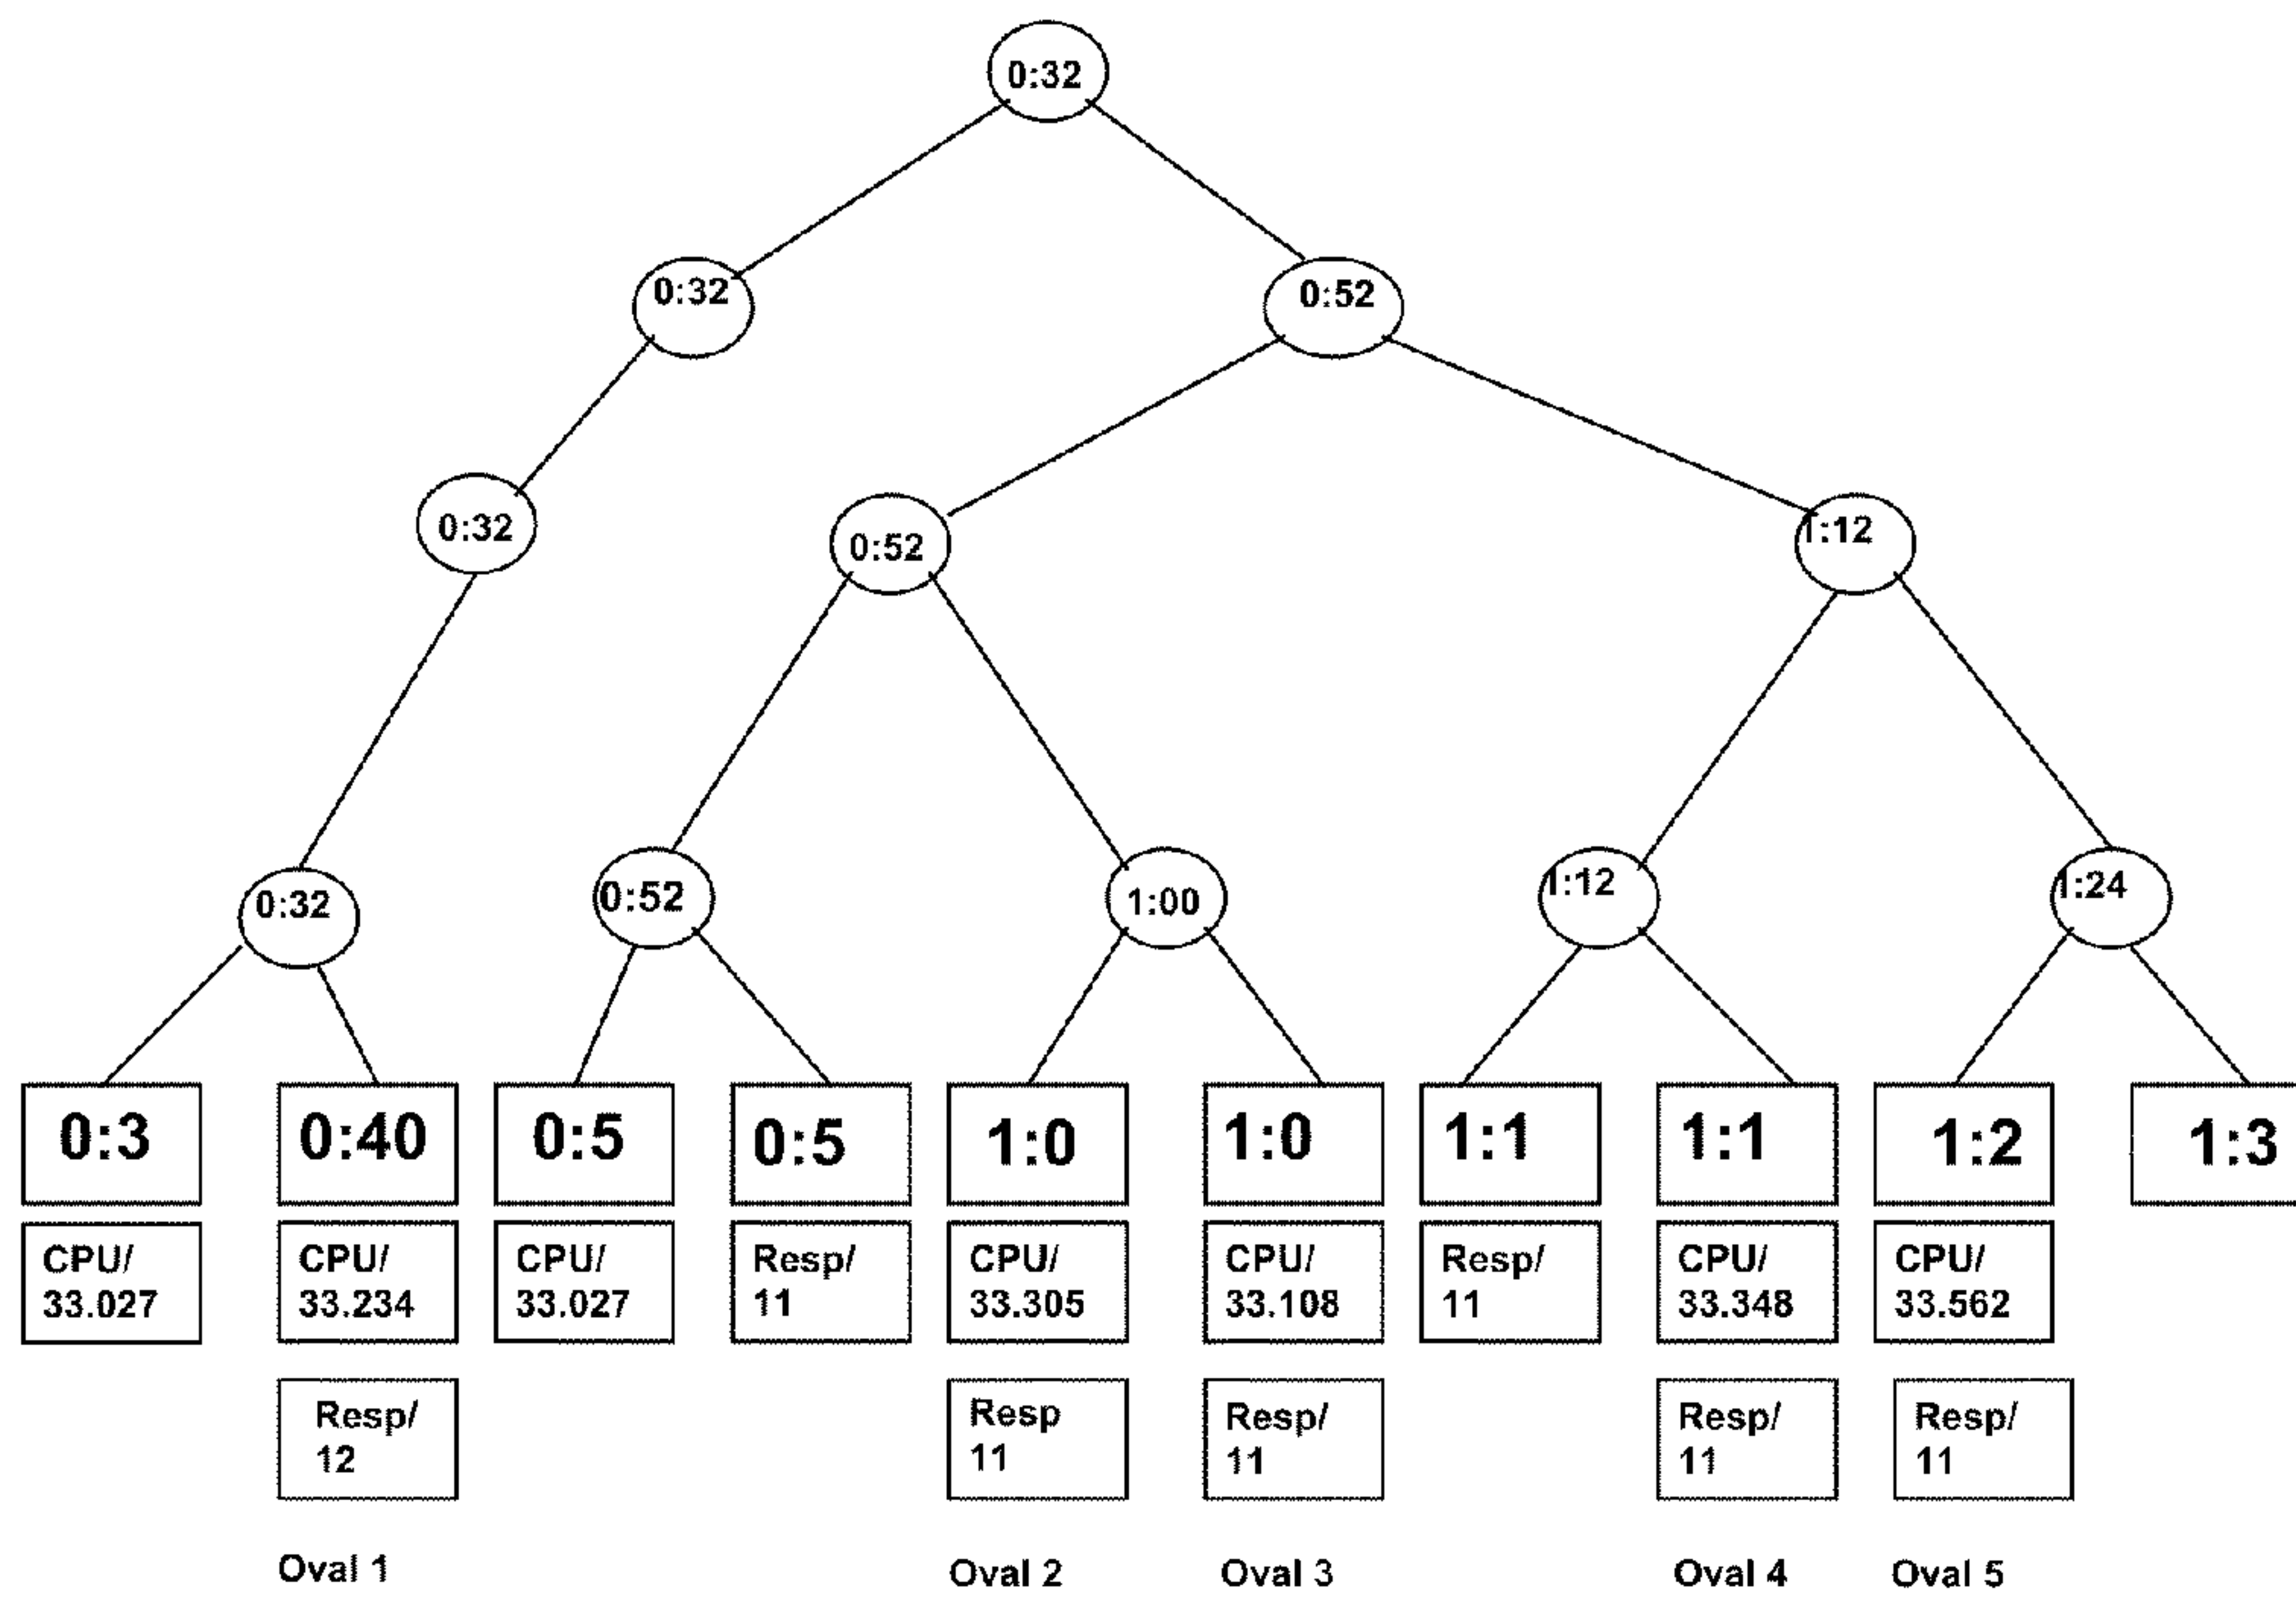 0:32
0:32
0:52
0:32
0:52
1:12
0:32
0:52
1:00
1:12
1:24
0:3
0:40
0:5
0:5
1:0
1:0
1:1
1:1
1:2
1:3
CPU/
33.027
CPU/
33.234
CPU/
33.027
Resp/
11
CPU/
33.305
CPU/
33.108
Resp/
11
CPU/
33.348
CPU/
33.562
Resp/
12
Resp
11
Resp/
11
Resp/
11
Resp/
11
Oval 1
Oval 2
Oval 3
Oval 4
Oval 5